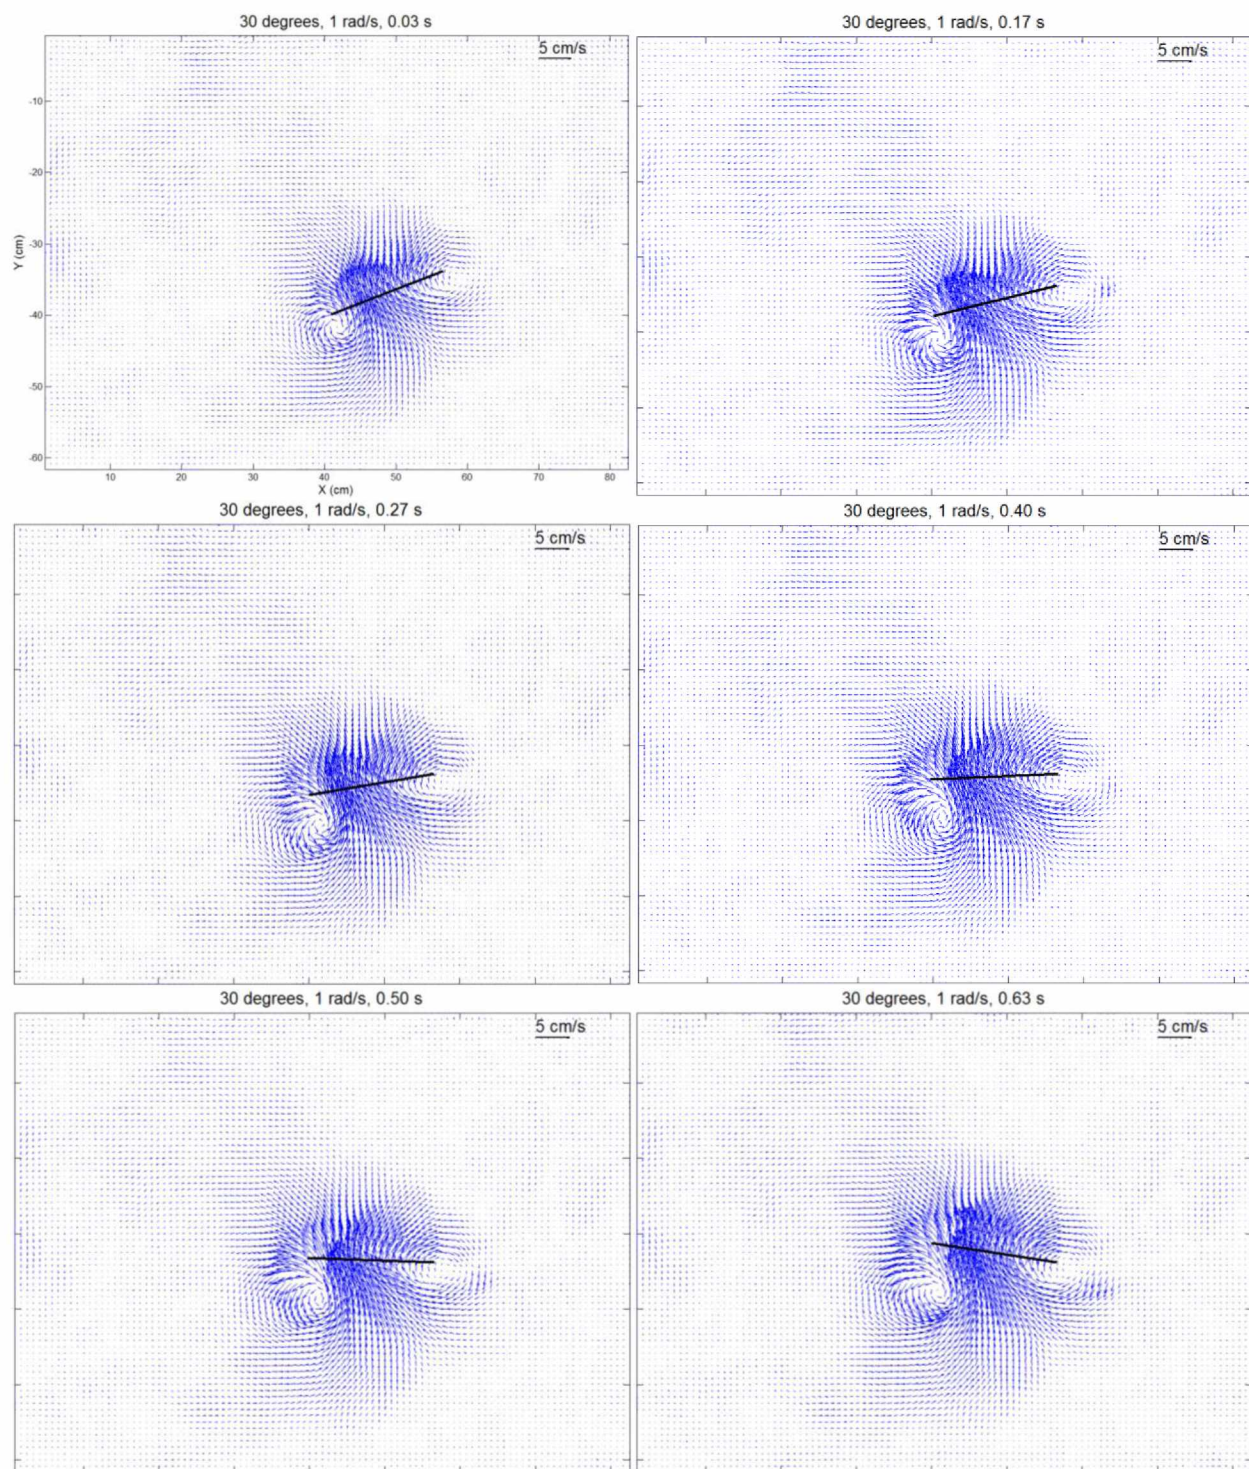 30 degrees, 1 rad/s, 0.03 s
5 cm/s
-10
-20
-30
-40
-50
-60
Y (cm)
10 20 30 40 50 60 70 80
X (cm)
30 degrees, 1 rad/s, 0.17 s
5 cm/s
30 degrees, 1 rad/s, 0.27 s
5 cm/s
30 degrees, 1 rad/s, 0.40 s
5 cm/s
30 degrees, 1 rad/s, 0.50 s
5 cm/s
30 degrees, 1 rad/s, 0.63 s
5 cm/s